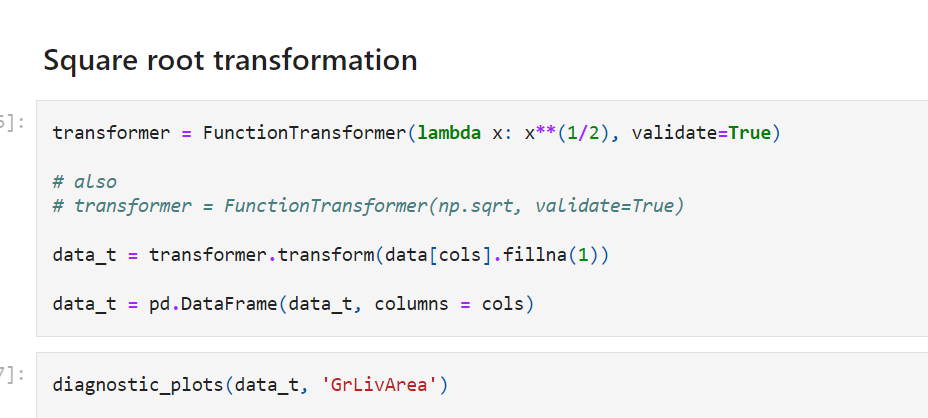 Square root transformation
]:
transformer = FunctionTransformer(lambda x: x**(1/2), validate=True)
# also
# transformer = FunctionTransformer(np.sqrt, validate=True)
data_t = transformer.transform(data[cols].fillna(1))
data_t = pd.DataFrame(data_t, columns = cols)
7]:
diagnostic_plots(data_t, 'GrLivArea')